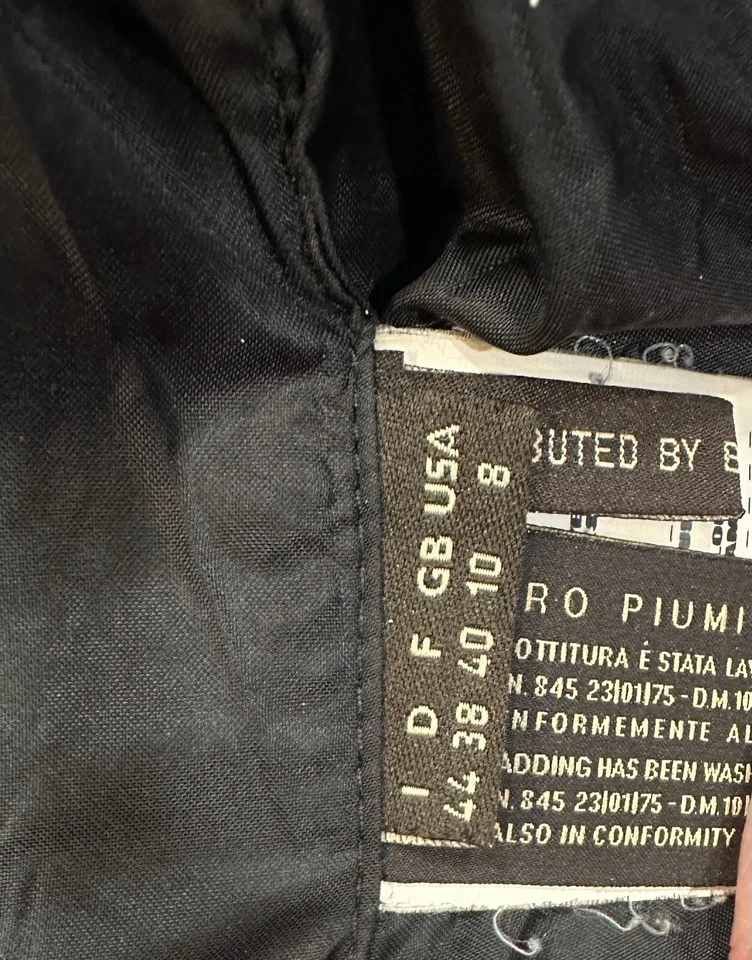 I D F GB USA
44 38 40 10 8
BUTED BY
RO PIUMI
OTTITURA É STATA LA
N. 845 23/01/75 - D.M. 10
NFORMEMENTE AL
ADDING HAS BEEN WASH
N. 845 23/01/75 - D.M. 10
ALSO IN CONFORMITY